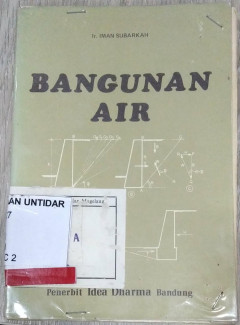 Ir. IMAN SUBARKAH
BANGUNAN
AIR
AN UNTIDAR
7
A
C 2
Penerbit Idea Dharma Bandung